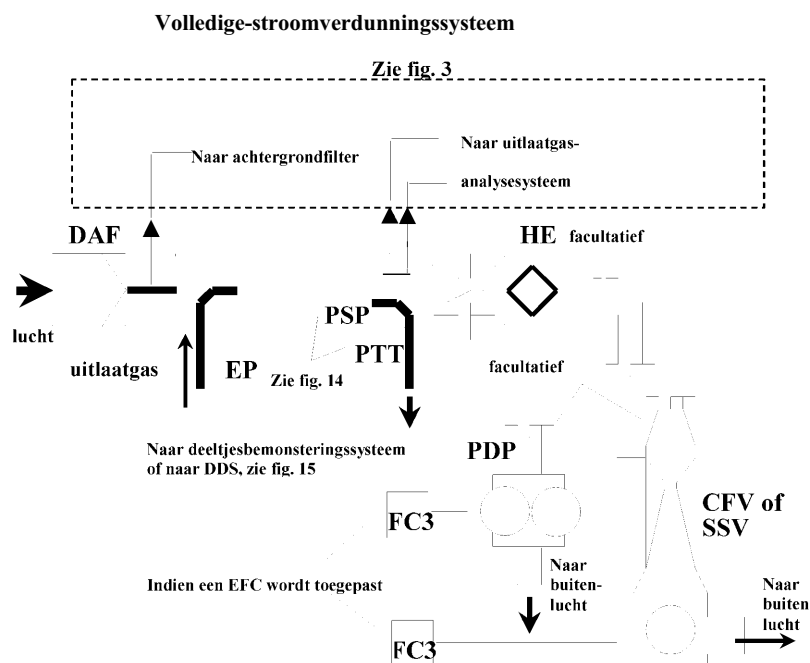 Volledige-stroomverdunningssysteem
Zie fig. 3
Naar achtergrondfilter
Naar uitlaatgas-
analysesysteem
DAF
HE facultatief
lucht
PSP
uitlaatgas
EP
Zie fig. 14
PTT
facultatief
Naar deeltjesbemonsteringssysteem
of naar DDS, zie fig. 15
PDP
CFV of
SSV
FC3
Indien een EFC wordt toegepast
Naar
buiten-
lucht
Naar
buiten
lucht
FC3